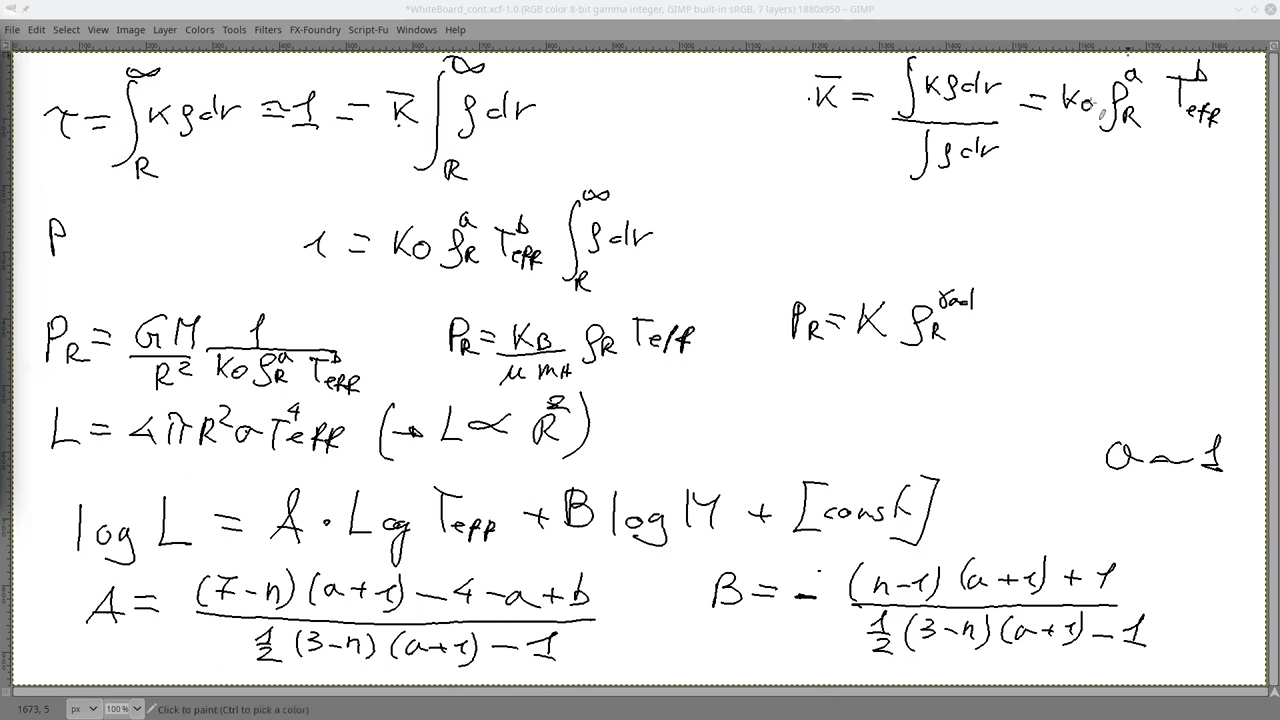 *WhiteBoard_cont.xcf-1.0 (RGB color 8-bit gamma integer, GIMP built-in sRGB, 7 layers) 1880x950 – GIMP
File Edit Select View Image Layer Colors Tools Filters FX-Foundry Script-Fu Windows Help
τ = ∫_R^∞ κ ρ dr ≃ 1 = κ̄ ∫_R^∞ ρ dr
κ̄ = ∫κρdr / ∫ρdr = κ₀ ρ_R^a T_eff^b
P
1 = κ₀ ρ_R^a T_eff^b ∫_R^∞ ρ dr
P_R = GM/R² 1/(κ₀ ρ_R^a T_eff^b)
P_R = K_B/(μ m_H) ρ_R T_eff
P_R = K ρ_R^γad
L = 4πR²σT_eff^4 (→ L ∝ R²)
a ~ 1
log L = A · Log T_eff + B log M + [const]
A = ((7-n)(a+1) - 4 - a + b) / (½(3-n)(a+1) - 1)
B = - ((n-1)(a+1) + 1) / (½(3-n)(a+1) - 1)
1673, 5 px 100% Click to paint (Ctrl to pick a color)